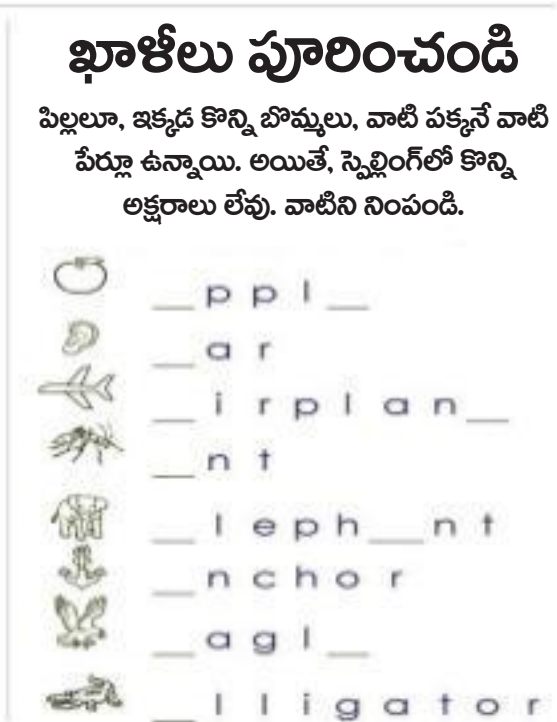 ఖాళీలు పూరించండి
పిల్లలూ, ఇక్కడ కొన్ని బొమ్మలు, వాటి పక్కనే వాటి
పేర్లూ ఉన్నాయి. అయితే, స్పెల్లింగ్‌లో కొన్ని
అక్షరాలు లేవు. వాటిని నింపండి.
_ p p l _
_ a r
_ i r p l a n _
_ n t
_ l e p h _ n t
_ n c h o r
_ a g l _
_ l l i g a t o r